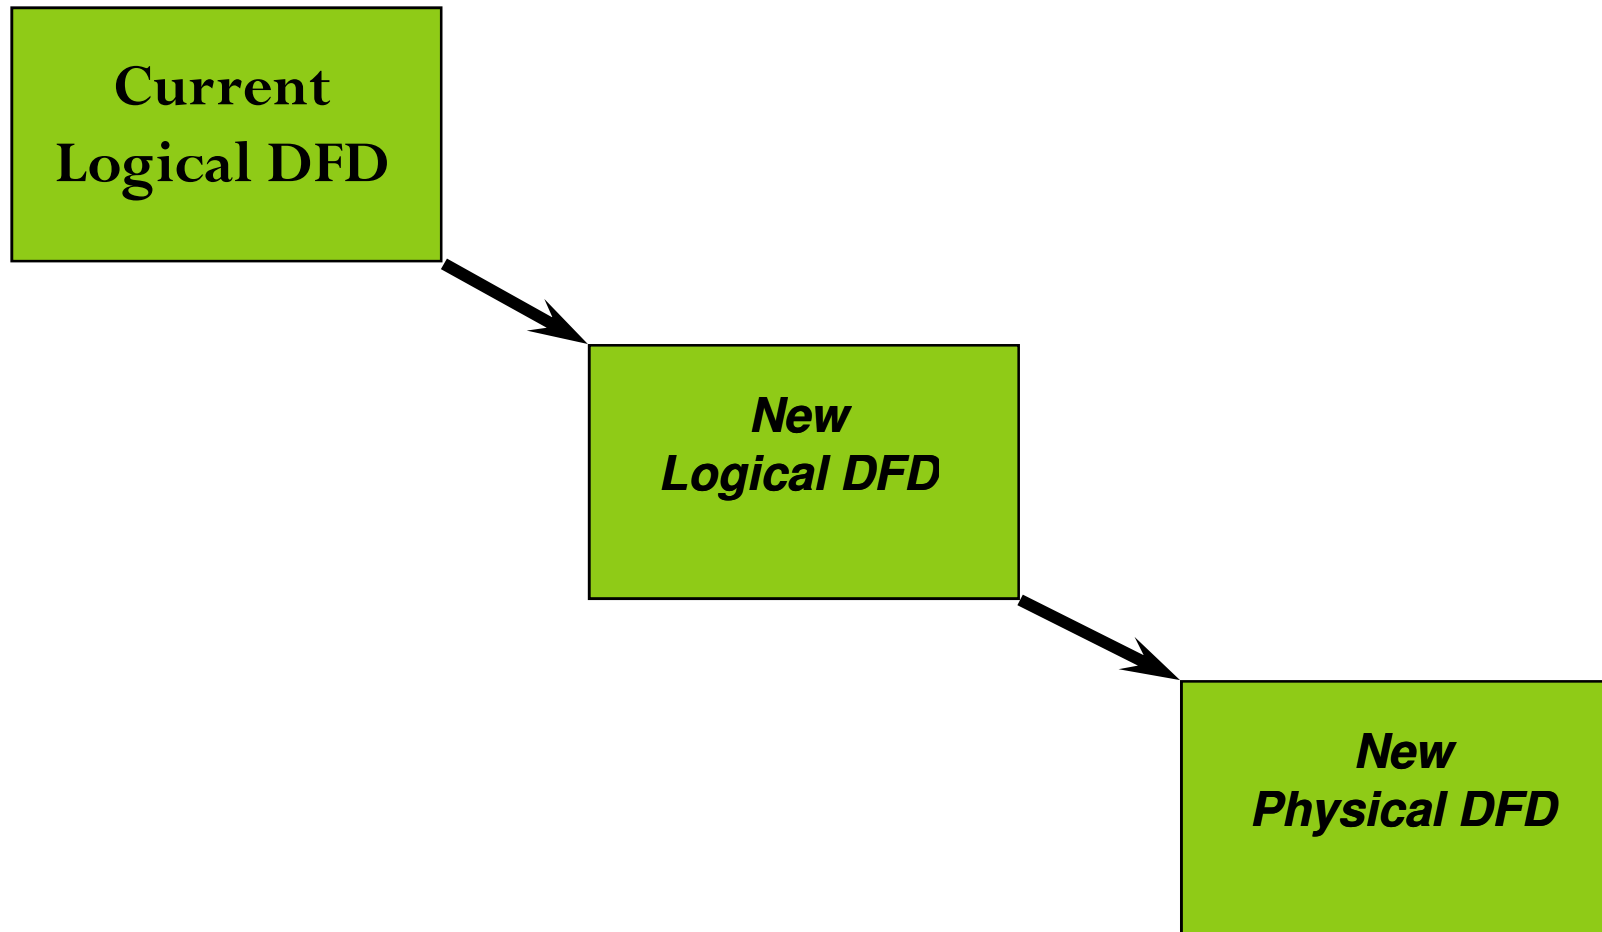 Current
Logical DFD
New
Logical DFD
New
Physical DFD